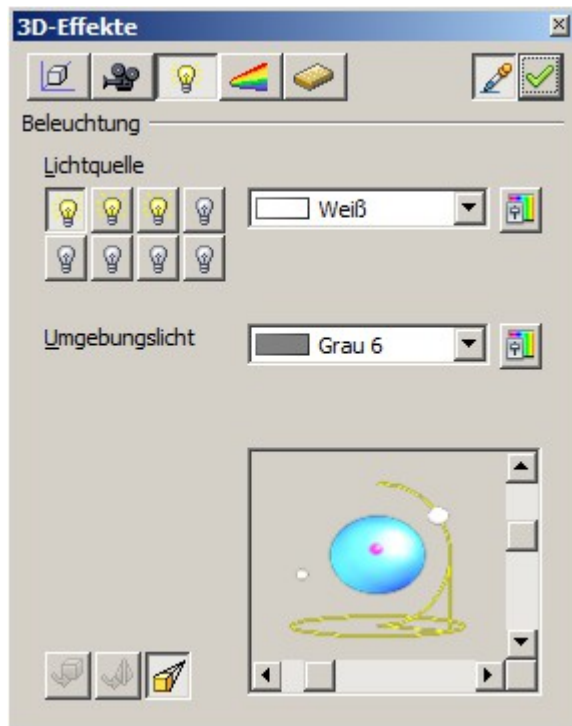 3D-Effekte
Beleuchtung
Lichtquelle
Weiß
Umgebungslicht
Grau 6